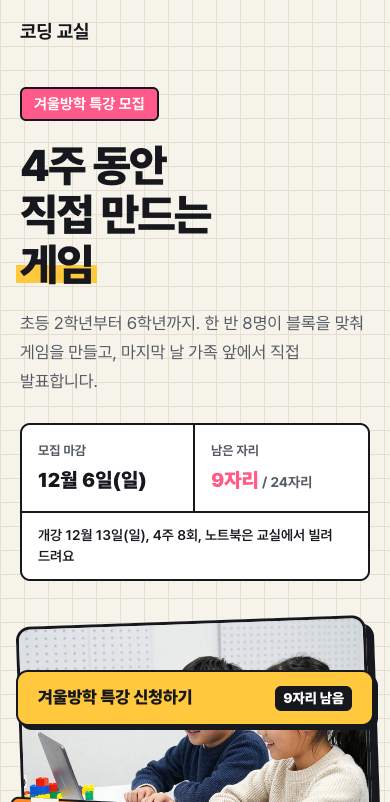 코딩 교실
겨울방학 특강 모집
4주 동안
직접 만드는
게임
초등 2학년부터 6학년까지. 한 반 8명이 블록을 맞춰
게임을 만들고, 마지막 날 가족 앞에서 직접
발표합니다.
모집 마감
12월 6일(일)
남은 자리
9자리 / 24자리
개강 12월 13일(일), 4주 8회, 노트북은 교실에서 빌려
드려요
겨울방학 특강 신청하기
9자리 남음